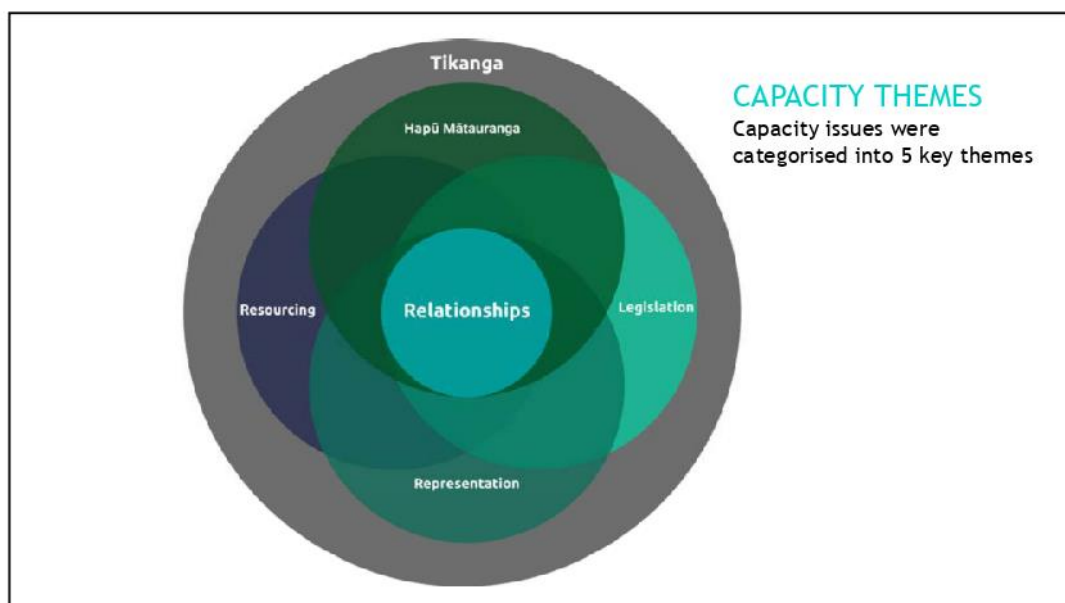 Tikanga
Hapū Mātauranga
Resourcing
Relationships
Legislation
Representation
CAPACITY THEMES
Capacity issues were
categorised into 5 key themes